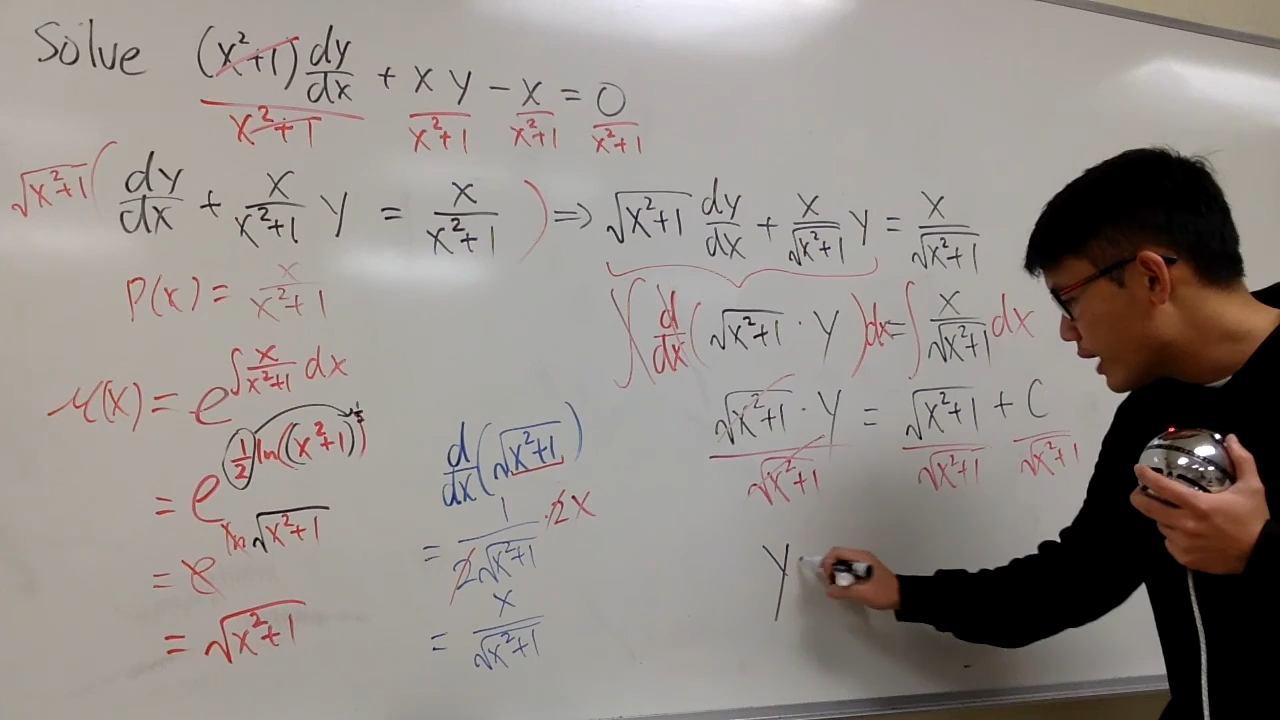 Solve (x²+1) dy/dx + x y − x = 0
x²+1 x²+1 x²+1 x²+1
√(x²+1) ( dy/dx + x/(x²+1) y = x/(x²+1) ) ⇒ √(x²+1) dy/dx + x/√(x²+1) y = x/√(x²+1)
P(x) = x/(x²+1)
∫ d/dx ( √(x²+1) · y ) dx = ∫ x/√(x²+1) dx
μ(x) = e^(∫ x/(x²+1) dx)
√(x²+1) · y = √(x²+1) + C
√(x²+1) √(x²+1) √(x²+1)
= e^(1/2 ln((x²+1)^(1/2)))
= e^(ln √(x²+1))
= √(x²+1)
d/dx (√(x²+1))
= 1/(2√(x²+1)) · 2x
= x/√(x²+1)
y